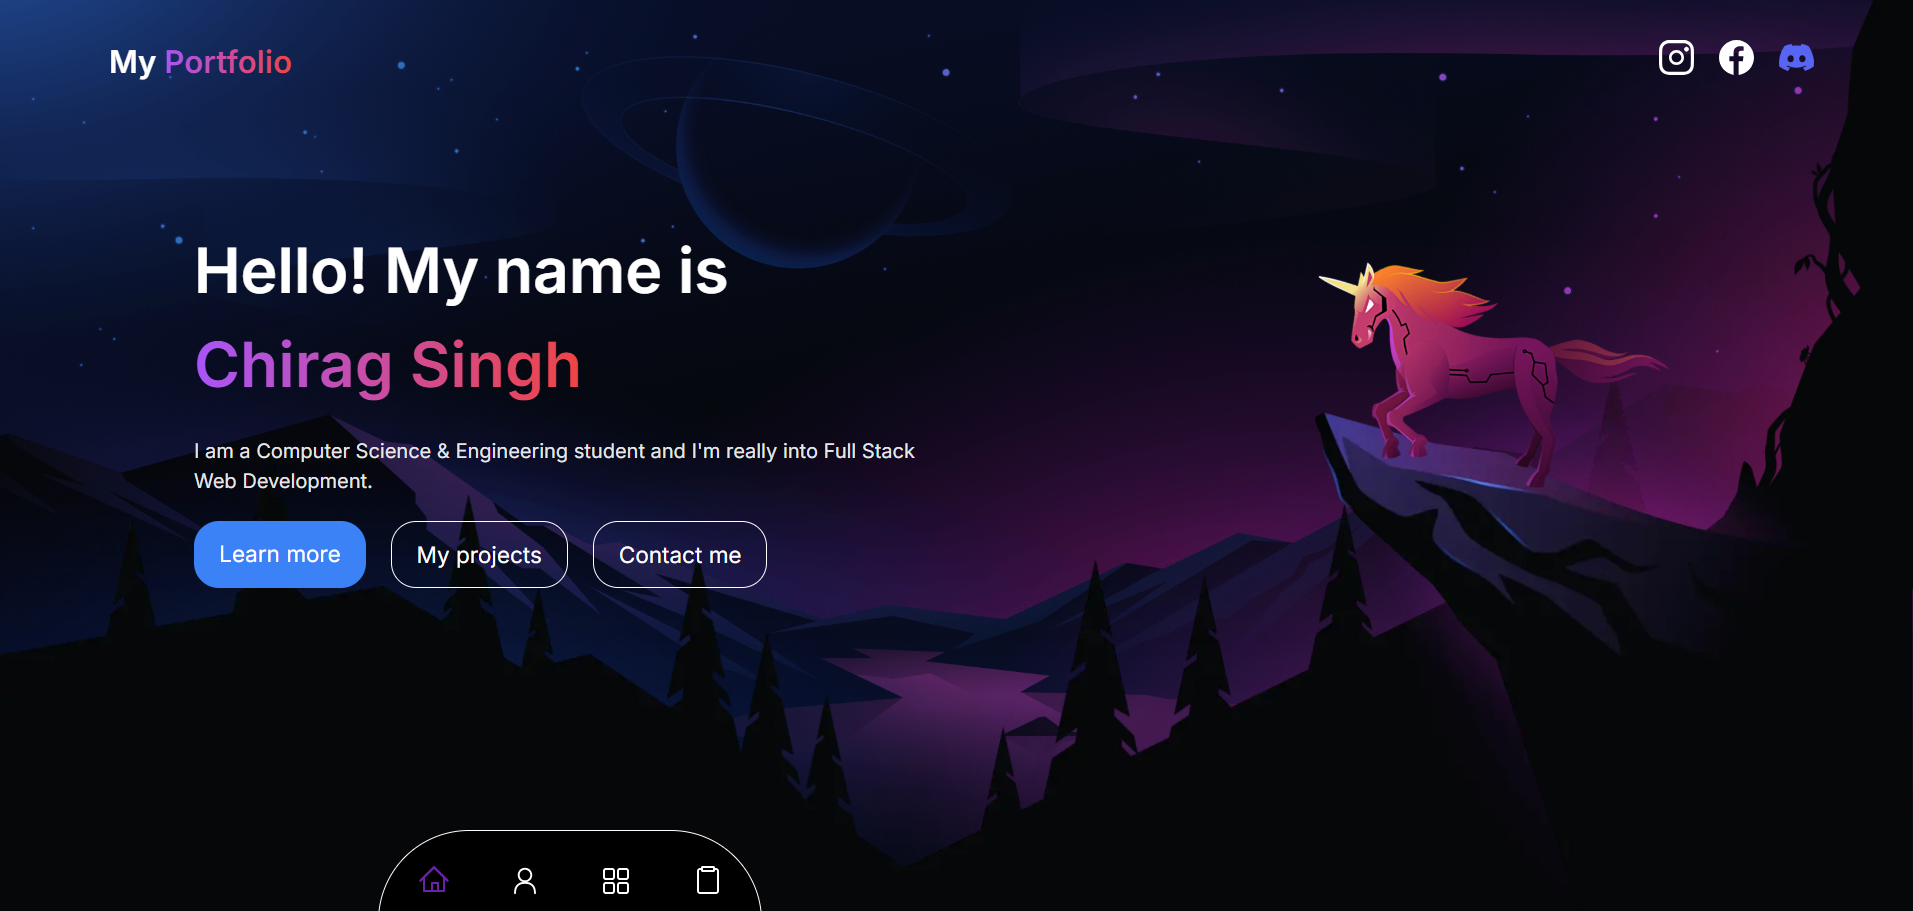 My Portfolio
Hello! My name is
Chirag Singh
I am a Computer Science & Engineering student and I'm really into Full Stack
Web Development.
Learn more
My projects
Contact me